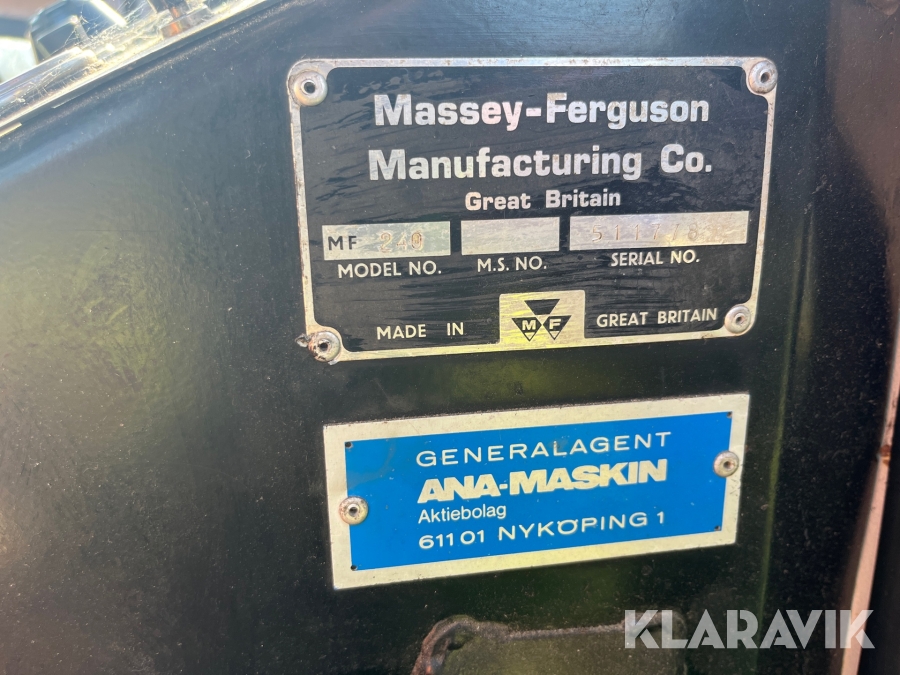 Massey-Ferguson
Manufacturing Co.
Great Britain
MF 240
MODEL NO. M.S. NO. SERIAL NO.
MADE IN MF GREAT BRITAIN
GENERALAGENT
ANA-MASKIN
Aktiebolag
611 01 NYKÖPING 1
KLARAVIK